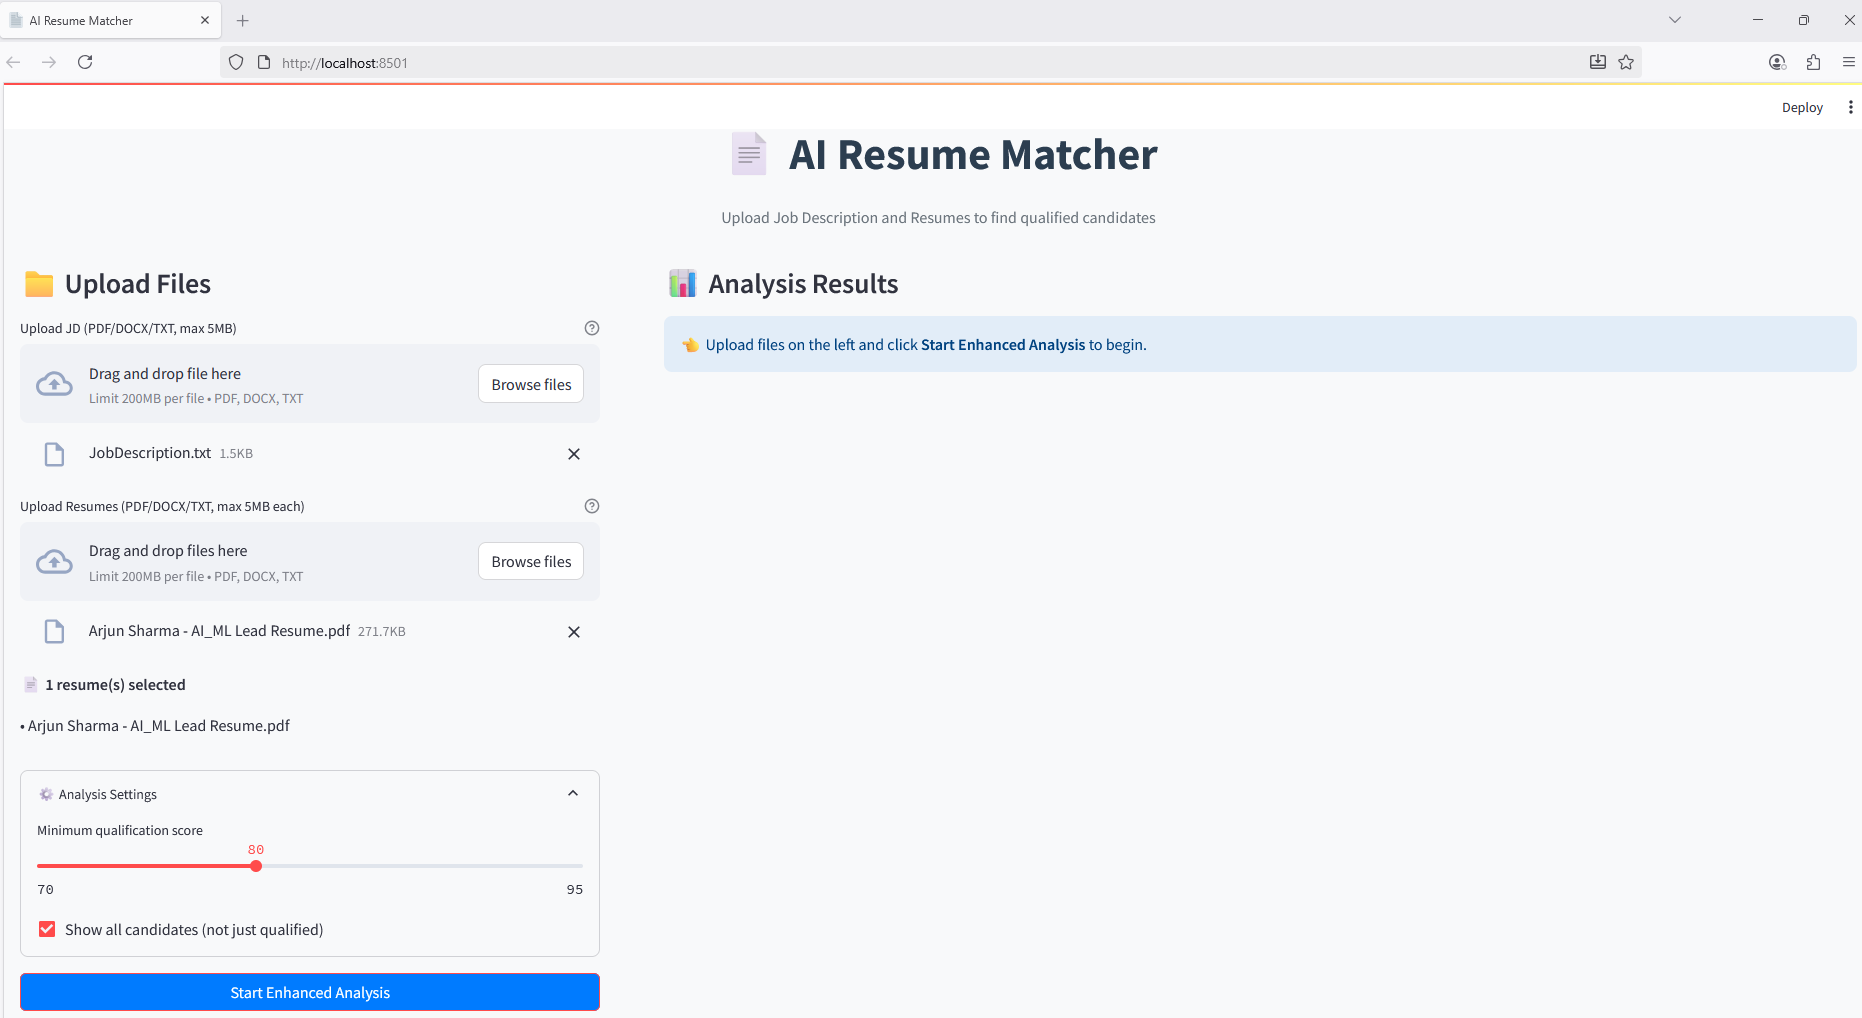 AI Resume Matcher
http://localhost:8501
Deploy
AI Resume Matcher
Upload Job Description and Resumes to find qualified candidates
Upload Files
Upload JD (PDF/DOCX/TXT, max 5MB)
Drag and drop file here
Limit 200MB per file • PDF, DOCX, TXT
Browse files
JobDescription.txt 1.5KB
Upload Resumes (PDF/DOCX/TXT, max 5MB each)
Drag and drop files here
Limit 200MB per file • PDF, DOCX, TXT
Browse files
Arjun Sharma - AI_ML Lead Resume.pdf 271.7KB
1 resume(s) selected
• Arjun Sharma - AI_ML Lead Resume.pdf
Analysis Settings
Minimum qualification score
80
70 95
Show all candidates (not just qualified)
Start Enhanced Analysis
Analysis Results
Upload files on the left and click Start Enhanced Analysis to begin.